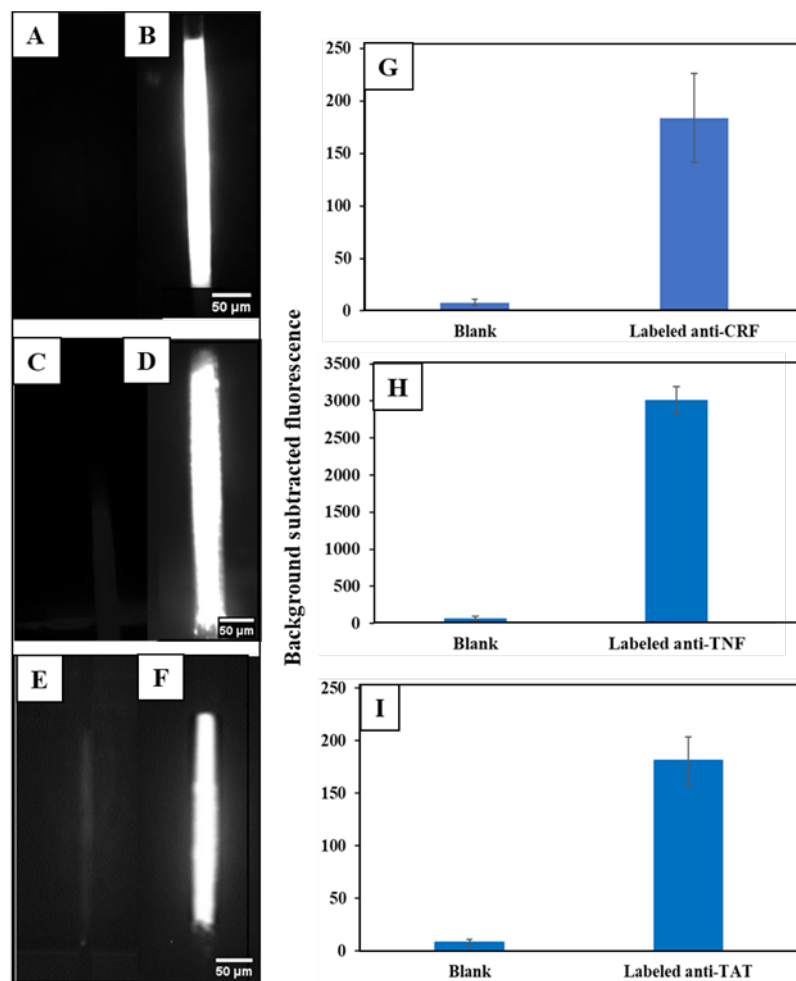 A
B
50 µm
C
D
50 µm
E
F
50 µm
Background subtracted fluorescence
G
250
200
150
100
50
0
Blank
Labeled anti-CRF
H
3500
3000
2500
2000
1500
1000
500
0
Blank
Labeled anti-TNF
I
250
200
150
100
50
0
Blank
Labeled anti-TAT